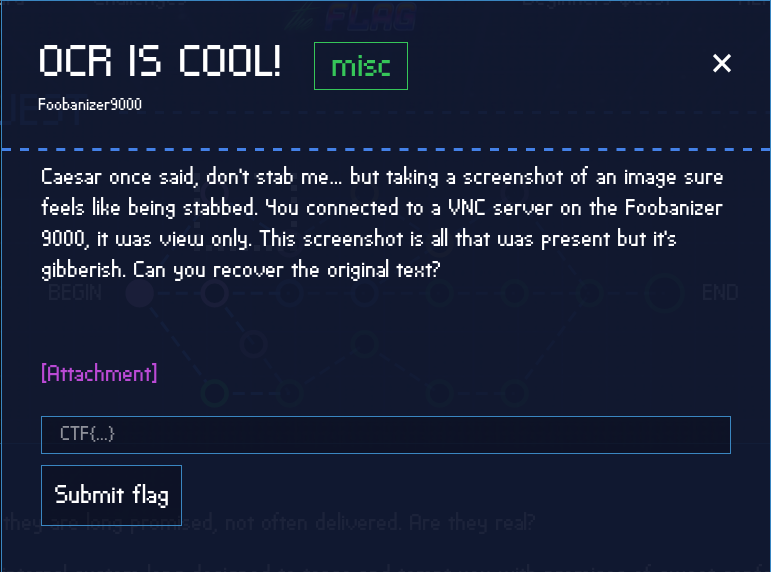 Challenges
the FLAG
Beginners Quest
OCR IS COOL!
misc
Foobanizer9000
UEST
Caesar once said, don't stab me... but taking a screenshot of an image sure
feels like being stabbed. You connected to a VNC server on the Foobanizer
9000, it was view only. This screenshot is all that was present but it's
gibberish. Can you recover the original text?
BEGIN
END
[Attachment]
CTF{...}
Submit flag
they are long promised, not often delivered. Are they real?